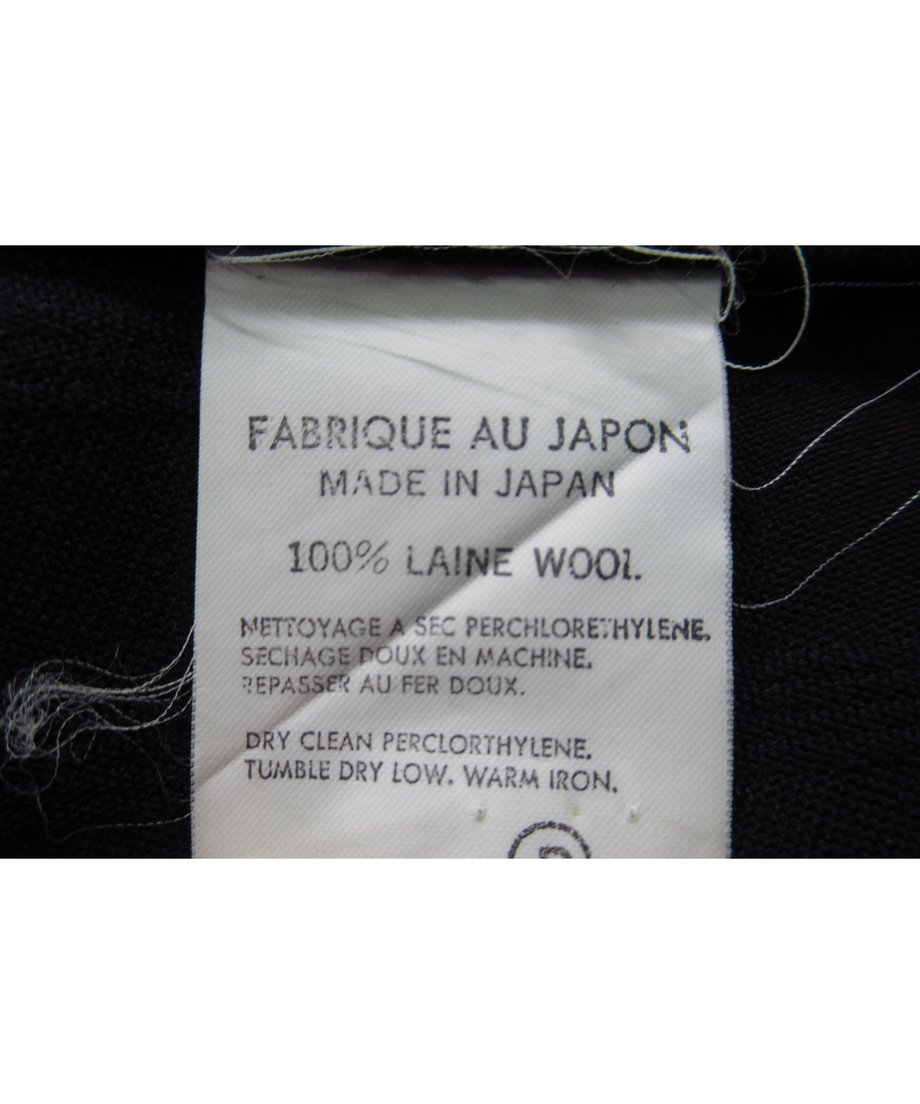 FABRIQUE AU JAPON
MADE IN JAPAN
100% LAINE WOOL.
NETTOYAGE A SEC PERCHLORETHYLENE.
SECHAGE DOUX EN MACHINE.
REPASSER AU FER DOUX.
DRY CLEAN PERCLORTHYLENE.
TUMBLE DRY LOW. WARM IRON.